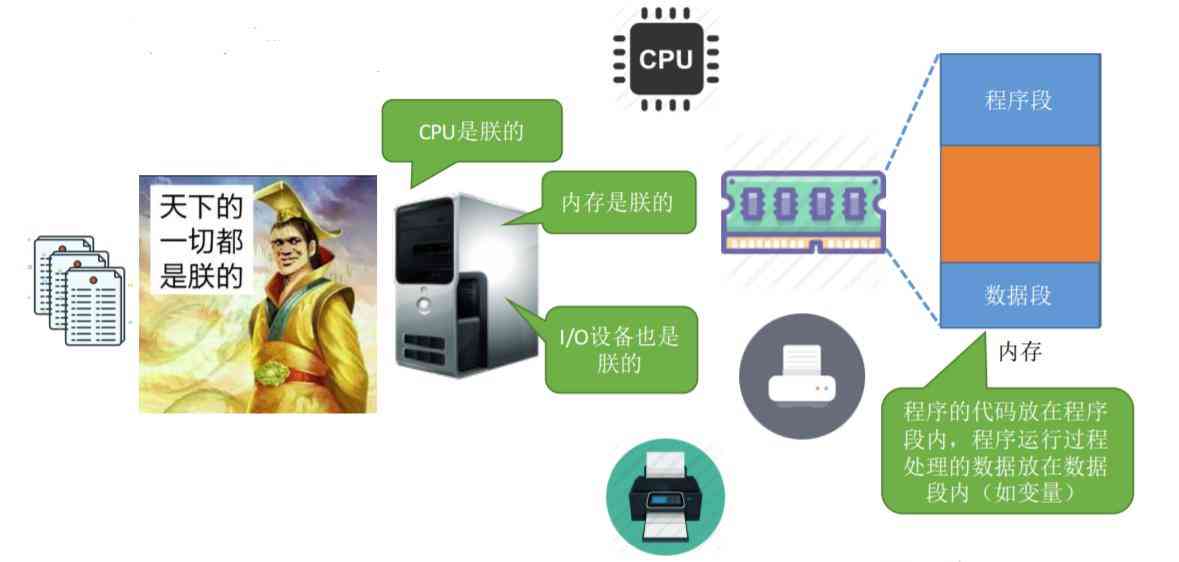 CPU
CPU是朕的
程序段
天下的
一切都
是朕的
内存是朕的
I/O设备也是
朕的
数据段
内存
程序的代码放在程序
段内，程序运行过程
处理的数据放在数据
段内（如变量）